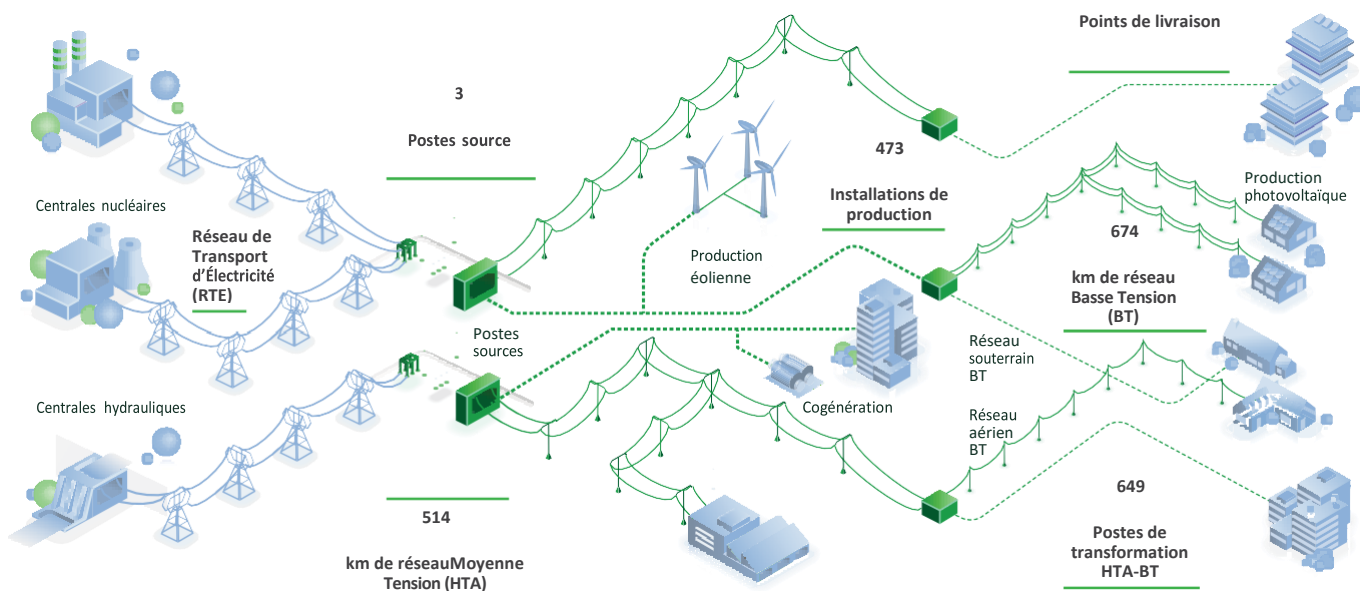 Points de livraison
3
Postes source
473
Installations de
production
Production
photovoltaïque
Centrales nucléaires
Réseau de
Transport
d’Électricité
(RTE)
Production
éolienne
674
km de réseau
Basse Tension
(BT)
Postes
sources
Réseau
souterrain
BT
Centrales hydrauliques
Cogénération
Réseau
aérien
BT
514
km de réseauMoyenne
Tension (HTA)
649
Postes de
transformation
HTA-BT